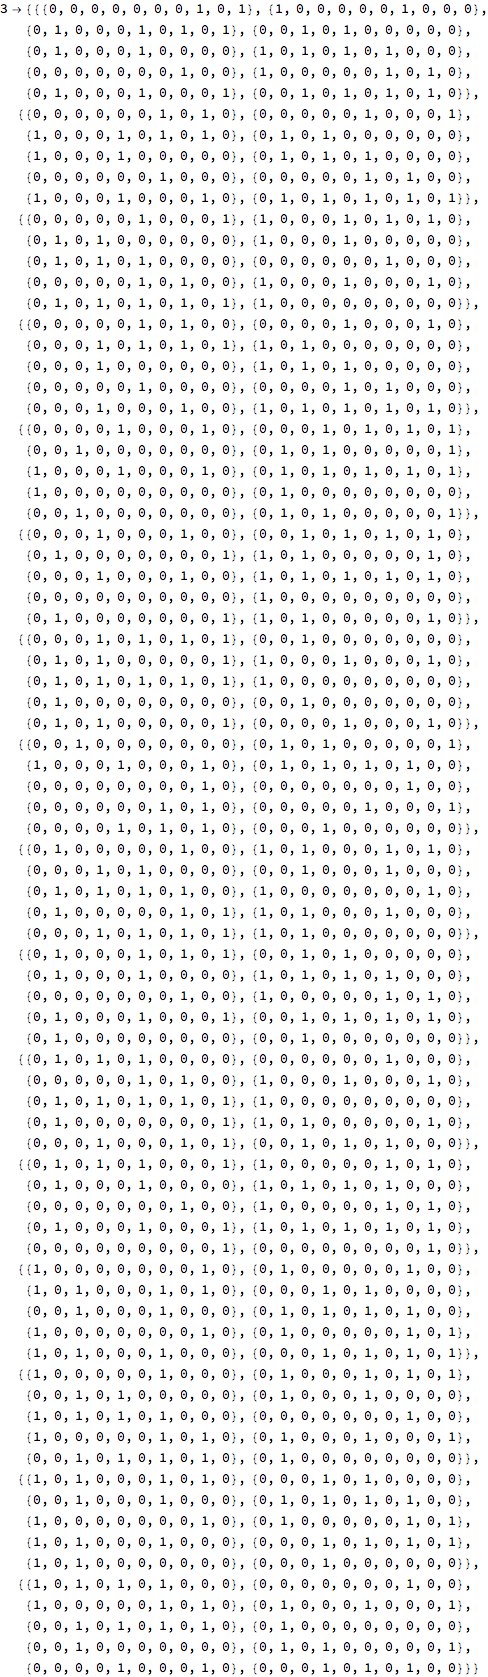 3 → {{{0, 0, 0, 0, 0, 0, 0, 1, 0, 1}, {1, 0, 0, 0, 0, 0, 1, 0, 0, 0},
{0, 1, 0, 0, 0, 1, 0, 1, 0, 1}, {0, 0, 1, 0, 1, 0, 0, 0, 0, 0},
{0, 1, 0, 0, 0, 1, 0, 0, 0, 0}, {1, 0, 1, 0, 1, 0, 1, 0, 0, 0},
{0, 0, 0, 0, 0, 0, 0, 1, 0, 0}, {1, 0, 0, 0, 0, 0, 1, 0, 1, 0},
{0, 1, 0, 0, 0, 1, 0, 0, 0, 1}, {0, 0, 1, 0, 1, 0, 1, 0, 1, 0}},
{{0, 0, 0, 0, 0, 0, 1, 0, 1, 0}, {0, 0, 0, 0, 0, 1, 0, 0, 0, 1},
{1, 0, 0, 0, 1, 0, 1, 0, 1, 0}, {0, 1, 0, 1, 0, 0, 0, 0, 0, 0},
{1, 0, 0, 0, 1, 0, 0, 0, 0, 0}, {0, 1, 0, 1, 0, 1, 0, 0, 0, 0},
{0, 0, 0, 0, 0, 0, 1, 0, 0, 0}, {0, 0, 0, 0, 0, 1, 0, 1, 0, 0},
{1, 0, 0, 0, 1, 0, 0, 0, 1, 0}, {0, 1, 0, 1, 0, 1, 0, 1, 0, 1}},
{{0, 0, 0, 0, 0, 1, 0, 0, 0, 1}, {1, 0, 0, 0, 1, 0, 1, 0, 1, 0},
{0, 1, 0, 1, 0, 0, 0, 0, 0, 0}, {1, 0, 0, 0, 1, 0, 0, 0, 0, 0},
{0, 1, 0, 1, 0, 1, 0, 0, 0, 0}, {0, 0, 0, 0, 0, 0, 1, 0, 0, 0},
{0, 0, 0, 0, 0, 1, 0, 1, 0, 0}, {1, 0, 0, 0, 1, 0, 0, 0, 1, 0},
{0, 1, 0, 1, 0, 1, 0, 1, 0, 1}, {1, 0, 0, 0, 0, 0, 0, 0, 0, 0}},
{{0, 0, 0, 0, 0, 1, 0, 1, 0, 0}, {0, 0, 0, 0, 1, 0, 0, 0, 1, 0},
{0, 0, 0, 1, 0, 1, 0, 1, 0, 1}, {1, 0, 1, 0, 0, 0, 0, 0, 0, 0},
{0, 0, 0, 1, 0, 0, 0, 0, 0, 0}, {1, 0, 1, 0, 1, 0, 0, 0, 0, 0},
{0, 0, 0, 0, 0, 1, 0, 0, 0, 0}, {0, 0, 0, 0, 1, 0, 1, 0, 0, 0},
{0, 0, 0, 1, 0, 0, 0, 1, 0, 0}, {1, 0, 1, 0, 1, 0, 1, 0, 1, 0}},
{{0, 0, 0, 0, 1, 0, 0, 0, 1, 0}, {0, 0, 0, 1, 0, 1, 0, 1, 0, 1},
{0, 0, 1, 0, 0, 0, 0, 0, 0, 0}, {0, 1, 0, 1, 0, 0, 0, 0, 0, 1},
{1, 0, 0, 0, 1, 0, 0, 0, 1, 0}, {0, 1, 0, 1, 0, 1, 0, 1, 0, 1},
{1, 0, 0, 0, 0, 0, 0, 0, 0, 0}, {0, 1, 0, 0, 0, 0, 0, 0, 0, 0},
{0, 0, 1, 0, 0, 0, 0, 0, 0, 0}, {0, 1, 0, 1, 0, 0, 0, 0, 0, 1}},
{{0, 0, 0, 1, 0, 0, 0, 1, 0, 0}, {0, 0, 1, 0, 1, 0, 1, 0, 1, 0},
{0, 1, 0, 0, 0, 0, 0, 0, 0, 1}, {1, 0, 1, 0, 0, 0, 0, 0, 1, 0},
{0, 0, 0, 1, 0, 0, 0, 1, 0, 0}, {1, 0, 1, 0, 1, 0, 1, 0, 1, 0},
{0, 0, 0, 0, 0, 0, 0, 0, 0, 0}, {1, 0, 0, 0, 0, 0, 0, 0, 0, 0},
{0, 1, 0, 0, 0, 0, 0, 0, 0, 1}, {1, 0, 1, 0, 0, 0, 0, 0, 1, 0}},
{{0, 0, 0, 1, 0, 1, 0, 1, 0, 1}, {0, 0, 1, 0, 0, 0, 0, 0, 0, 0},
{0, 1, 0, 1, 0, 0, 0, 0, 0, 1}, {1, 0, 0, 0, 1, 0, 0, 0, 1, 0},
{0, 1, 0, 1, 0, 1, 0, 1, 0, 1}, {1, 0, 0, 0, 0, 0, 0, 0, 0, 0},
{0, 1, 0, 0, 0, 0, 0, 0, 0, 0}, {0, 0, 1, 0, 0, 0, 0, 0, 0, 0},
{0, 1, 0, 1, 0, 0, 0, 0, 0, 1}, {0, 0, 0, 0, 1, 0, 0, 0, 1, 0}},
{{0, 0, 1, 0, 0, 0, 0, 0, 0, 0}, {0, 1, 0, 1, 0, 0, 0, 0, 0, 1},
{1, 0, 0, 0, 1, 0, 0, 0, 1, 0}, {0, 1, 0, 1, 0, 1, 0, 1, 0, 0},
{0, 0, 0, 0, 0, 0, 0, 0, 1, 0}, {0, 0, 0, 0, 0, 0, 0, 1, 0, 0},
{0, 0, 0, 0, 0, 0, 1, 0, 1, 0}, {0, 0, 0, 0, 0, 1, 0, 0, 0, 1},
{0, 0, 0, 0, 1, 0, 1, 0, 1, 0}, {0, 0, 0, 1, 0, 0, 0, 0, 0, 0}},
{{0, 1, 0, 0, 0, 0, 0, 1, 0, 0}, {1, 0, 1, 0, 0, 0, 1, 0, 1, 0},
{0, 0, 0, 1, 0, 1, 0, 0, 0, 0}, {0, 0, 1, 0, 0, 0, 1, 0, 0, 0},
{0, 1, 0, 1, 0, 1, 0, 1, 0, 0}, {1, 0, 0, 0, 0, 0, 0, 0, 1, 0},
{0, 1, 0, 0, 0, 0, 0, 1, 0, 1}, {1, 0, 1, 0, 0, 0, 1, 0, 0, 0},
{0, 0, 0, 1, 0, 1, 0, 1, 0, 1}, {1, 0, 1, 0, 0, 0, 0, 0, 0, 0}},
{{0, 1, 0, 0, 0, 1, 0, 1, 0, 1}, {0, 0, 1, 0, 1, 0, 0, 0, 0, 0},
{0, 1, 0, 0, 0, 1, 0, 0, 0, 0}, {1, 0, 1, 0, 1, 0, 1, 0, 0, 0},
{0, 0, 0, 0, 0, 0, 0, 1, 0, 0}, {1, 0, 0, 0, 0, 0, 1, 0, 1, 0},
{0, 1, 0, 0, 0, 1, 0, 0, 0, 1}, {0, 0, 1, 0, 1, 0, 1, 0, 1, 0},
{0, 1, 0, 0, 0, 0, 0, 0, 0, 0}, {0, 0, 1, 0, 0, 0, 0, 0, 0, 0}},
{{0, 1, 0, 1, 0, 1, 0, 0, 0, 0}, {0, 0, 0, 0, 0, 0, 1, 0, 0, 0},
{0, 0, 0, 0, 0, 1, 0, 1, 0, 0}, {1, 0, 0, 0, 1, 0, 0, 0, 1, 0},
{0, 1, 0, 1, 0, 1, 0, 1, 0, 1}, {1, 0, 0, 0, 0, 0, 0, 0, 0, 0},
{0, 1, 0, 0, 0, 0, 0, 0, 0, 0}, {1, 0, 1, 0, 0, 0, 0, 0, 1, 0},
{0, 0, 0, 1, 0, 0, 0, 1, 0, 1}, {0, 0, 1, 0, 1, 0, 1, 0, 0, 0}},
{{0, 1, 0, 1, 0, 1, 0, 0, 0, 1}, {1, 0, 0, 0, 0, 0, 1, 0, 1, 0},
{0, 1, 0, 0, 0, 1, 0, 0, 0, 0}, {1, 0, 1, 0, 1, 0, 1, 0, 0, 0},
{0, 0, 0, 0, 0, 0, 0, 1, 0, 0}, {1, 0, 0, 0, 0, 0, 1, 0, 1, 0},
{0, 1, 0, 0, 0, 1, 0, 0, 0, 1}, {1, 0, 1, 0, 1, 0, 1, 0, 1, 0},
{0, 0, 0, 0, 0, 0, 0, 0, 0, 1}, {0, 0, 0, 0, 0, 0, 0, 0, 1, 0}},
{{1, 0, 0, 0, 0, 0, 0, 0, 1, 0}, {0, 1, 0, 0, 0, 0, 0, 1, 0, 0},
{1, 0, 1, 0, 0, 0, 1, 0, 1, 0}, {0, 0, 0, 1, 0, 1, 0, 0, 0, 0},
{0, 0, 1, 0, 0, 0, 1, 0, 0, 0}, {0, 1, 0, 1, 0, 1, 0, 1, 0, 0},
{1, 0, 0, 0, 0, 0, 0, 0, 1, 0}, {0, 1, 0, 0, 0, 0, 0, 1, 0, 1},
{1, 0, 1, 0, 0, 0, 1, 0, 0, 0}, {0, 0, 0, 1, 0, 1, 0, 1, 0, 1}},
{{1, 0, 0, 0, 0, 0, 1, 0, 0, 0}, {0, 1, 0, 0, 0, 1, 0, 1, 0, 1},
{0, 0, 1, 0, 1, 0, 0, 0, 0, 0}, {0, 1, 0, 0, 0, 1, 0, 0, 0, 0},
{1, 0, 1, 0, 1, 0, 1, 0, 0, 0}, {0, 0, 0, 0, 0, 0, 0, 1, 0, 0},
{1, 0, 0, 0, 0, 0, 1, 0, 1, 0}, {0, 1, 0, 0, 0, 1, 0, 0, 0, 1},
{0, 0, 1, 0, 1, 0, 1, 0, 1, 0}, {0, 1, 0, 0, 0, 0, 0, 0, 0, 0}},
{{1, 0, 1, 0, 0, 0, 1, 0, 1, 0}, {0, 0, 0, 1, 0, 1, 0, 0, 0, 0},
{0, 0, 1, 0, 0, 0, 1, 0, 0, 0}, {0, 1, 0, 1, 0, 1, 0, 1, 0, 0},
{1, 0, 0, 0, 0, 0, 0, 0, 1, 0}, {0, 1, 0, 0, 0, 0, 0, 1, 0, 1},
{1, 0, 1, 0, 0, 0, 1, 0, 0, 0}, {0, 0, 0, 1, 0, 1, 0, 1, 0, 1},
{1, 0, 1, 0, 0, 0, 0, 0, 0, 0}, {0, 0, 0, 1, 0, 0, 0, 0, 0, 0}},
{{1, 0, 1, 0, 1, 0, 1, 0, 0, 0}, {0, 0, 0, 0, 0, 0, 0, 1, 0, 0},
{1, 0, 0, 0, 0, 0, 1, 0, 1, 0}, {0, 1, 0, 0, 0, 1, 0, 0, 0, 1},
{0, 0, 1, 0, 1, 0, 1, 0, 1, 0}, {0, 1, 0, 0, 0, 0, 0, 0, 0, 0},
{0, 0, 1, 0, 0, 0, 0, 0, 0, 0}, {0, 1, 0, 1, 0, 0, 0, 0, 0, 1},
{0, 0, 0, 0, 1, 0, 0, 0, 1, 0}, {0, 0, 0, 1, 0, 1, 0, 1, 0, 0}}}